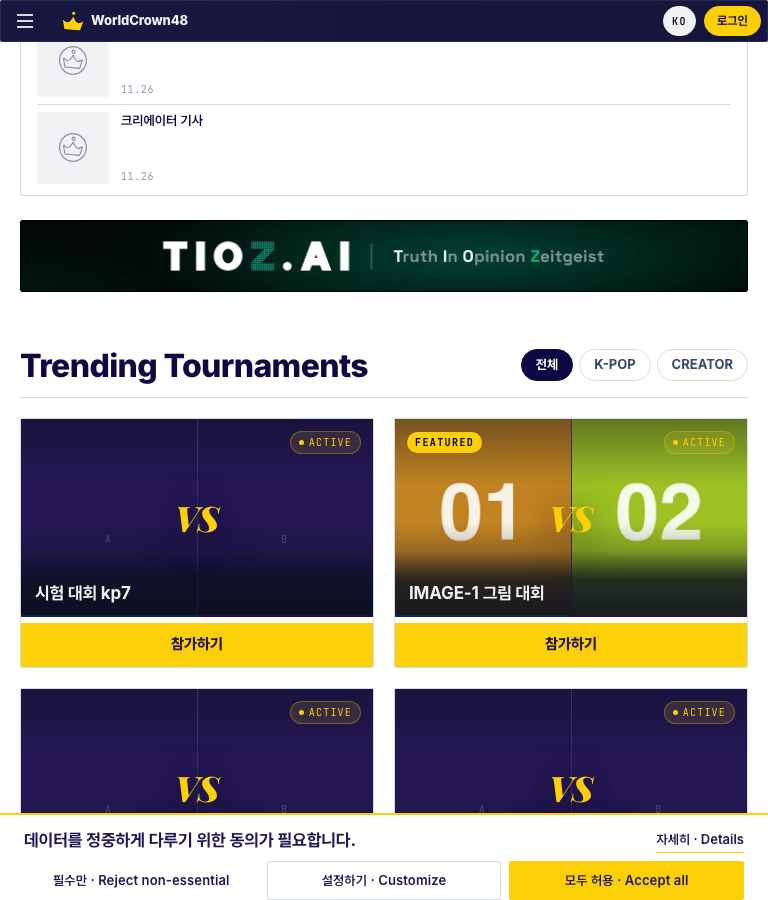 WorldCrown48
KO
로그인
11.26
크리에이터 기사
11.26
TIOZ.AI | Truth In Opinion Zeitgeist
Trending Tournaments
전체
K-POP
CREATOR
ACTIVE
A
VS
B
시험 대회 kp7
참가하기
FEATURED
ACTIVE
01
VS
02
IMAGE-1 그림 대회
참가하기
ACTIVE
VS
A
B
ACTIVE
VS
A
B
데이터를 정중하게 다루기 위한 동의가 필요합니다.
자세히 · Details
필수만 · Reject non-essential
설정하기 · Customize
모두 허용 · Accept all